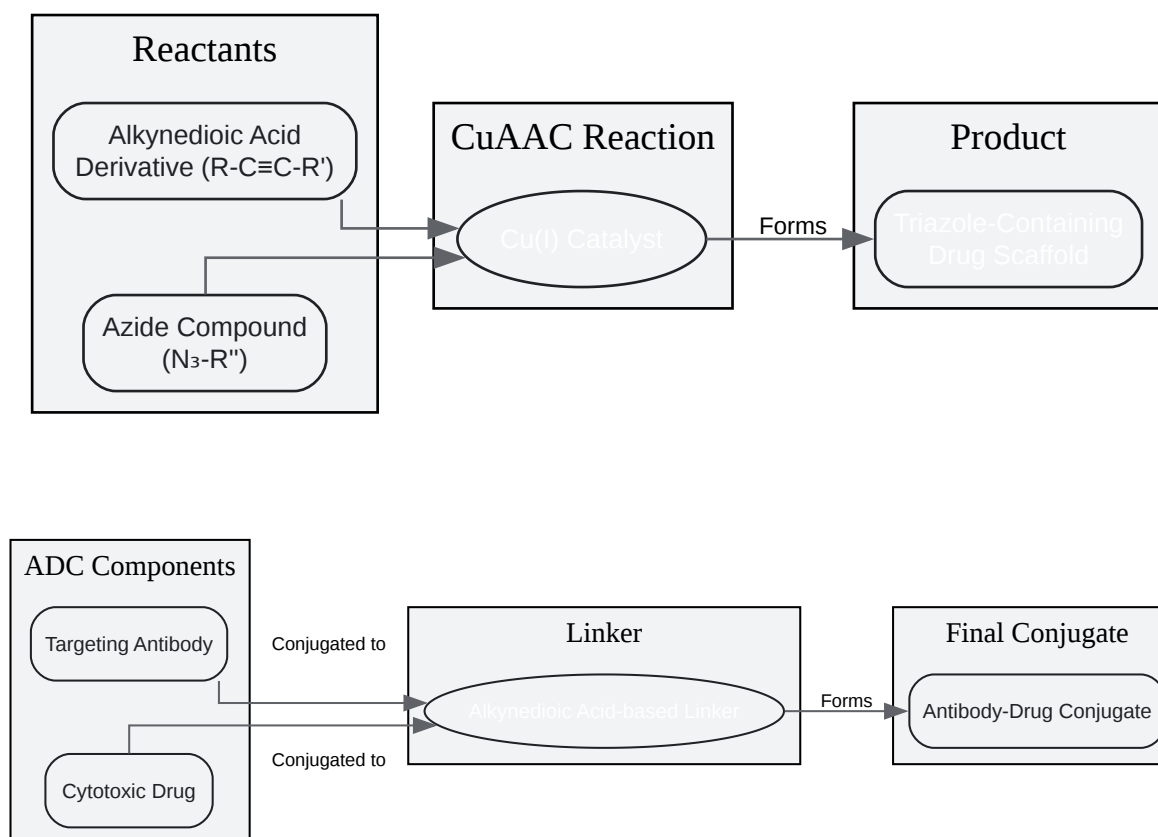 Reactants
Alkynedioic Acid
Derivative (R-C≡C-R')
Azide Compound
(N₃-R'')
CuAAC Reaction
Cu(I) Catalyst
Forms
Product
Triazole-Containing
Drug Scaffold
ADC Components
Targeting Antibody
Cytotoxic Drug
Conjugated to
Conjugated to
Linker
Alkynedioic Acid-based Linker
Forms
Final Conjugate
Antibody-Drug Conjugate